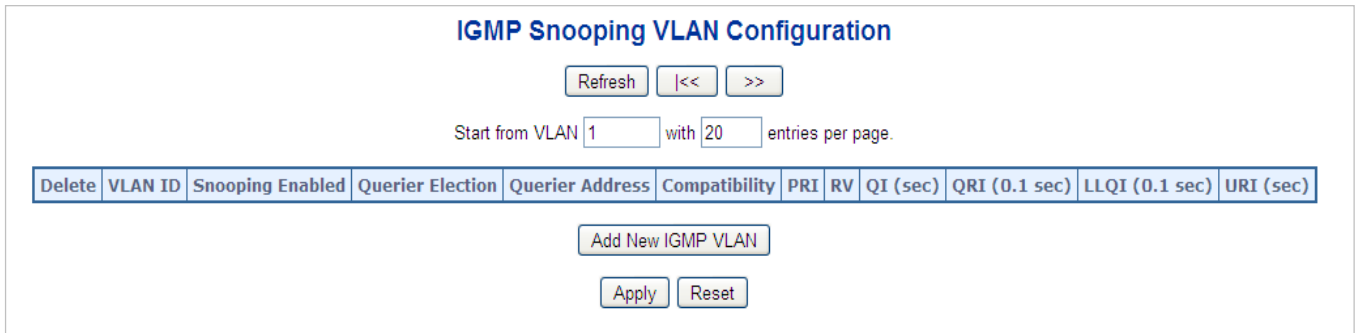 IGMP Snooping VLAN Configuration
Refresh |<< >>
Start from VLAN 1 with 20 entries per page.
Delete VLAN ID Snooping Enabled Querier Election Querier Address Compatibility PRI RV QI (sec) QRI (0.1 sec) LLQI (0.1 sec) URI (sec)
Add New IGMP VLAN
Apply Reset